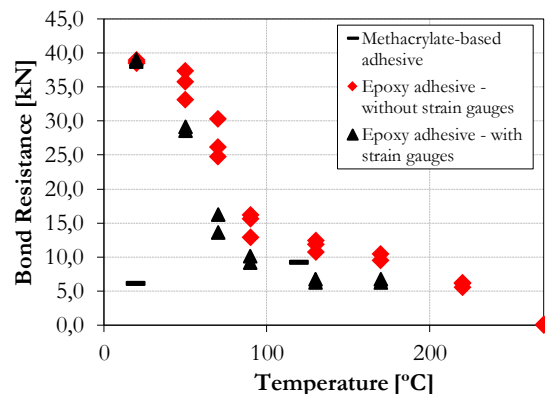 Bond Resistance [kN]
45,0
40,0
35,0
30,0
25,0
20,0
15,0
10,0
5,0
0,0
Methacrylate-based
adhesive
Epoxy adhesive -
without strain gauges
Epoxy adhesive - with
strain gauges
0 100 200
Temperature [ºC]